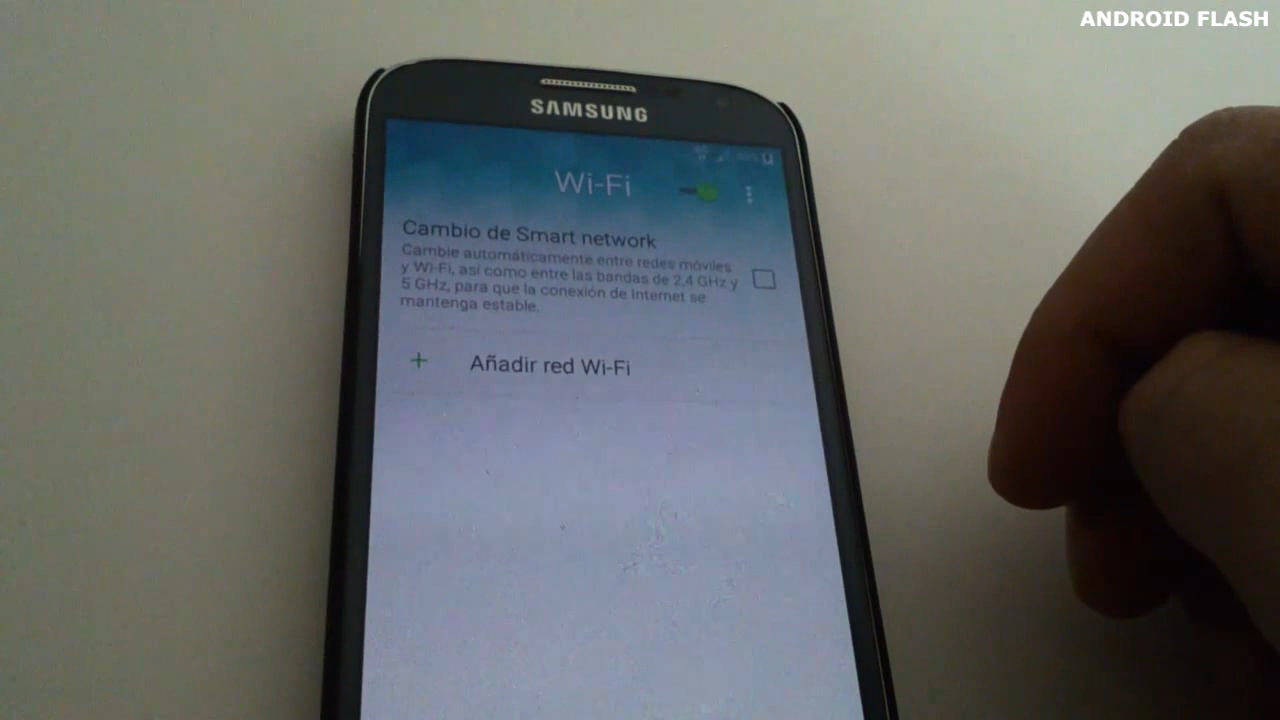 ANDROID FLASH
SAMSUNG
Wi-Fi
Cambio de Smart network
Cambie automáticamente entre redes móviles
y Wi-Fi, así como entre las bandas de 2,4 GHz y
5 GHz, para que la conexión de Internet se
mantenga estable.
+ Añadir red Wi-Fi